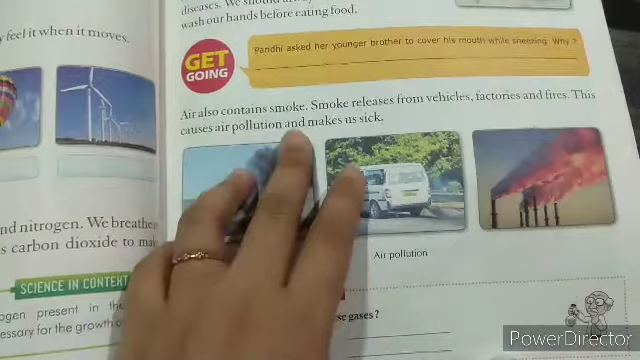 diseases. We should
wash our hands before eating food.
y feel it when it moves.
GET
GOING
Pandhi asked her younger brother to cover his mouth while sneezing. Why ?
Air also contains smoke. Smoke releases from vehicles, factories and fires. This
causes air pollution and makes us sick.
nd nitrogen. We breathe
s carbon dioxide to
Air pollution
SCIENCE IN CONTEXT
ogen present in the
essary for the growth
se gases?
PowerDirector